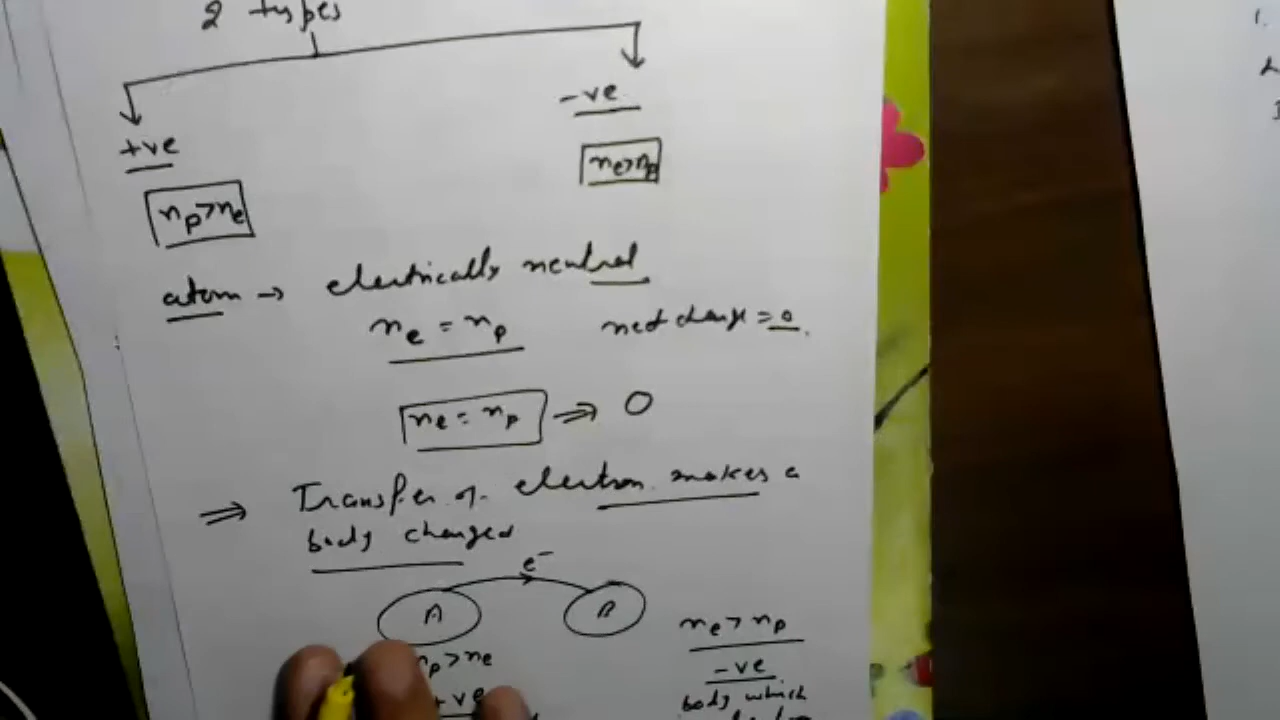 2 types
+ve
-ve
np>ne
ne>np
atom → electrically neutral
ne = np net charge = 0.
ne = np ⇒ 0
⇒ Transfer of electron makes a
body charged
e⁻
A B
np>ne
+ve
ne > np
-ve
body which
1.